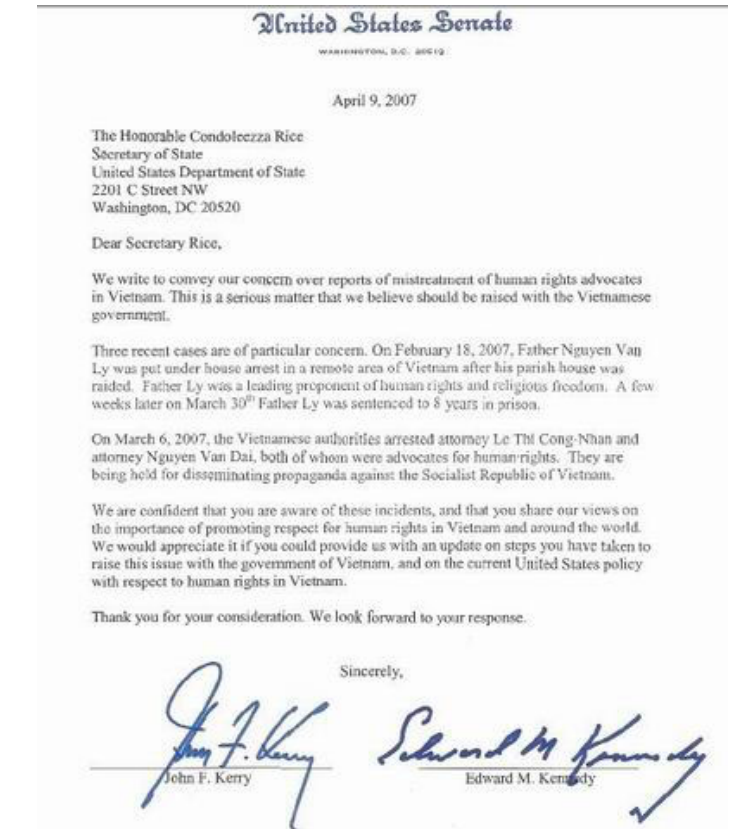 United States Senate
WASHINGTON, D.C. 20510
April 9, 2007
The Honorable Condoleezza Rice
Secretary of State
United States Department of State
2201 C Street NW
Washington, DC 20520
Dear Secretary Rice,
We write to convey our concern over reports of mistreatment of human rights advocates
in Vietnam. This is a serious matter that we believe should be raised with the Vietnamese
government.
Three recent cases are of particular concern. On February 18, 2007, Father Nguyen Van
Ly was put under house arrest in a remote area of Vietnam after his parish house was
raided. Father Ly was a leading proponent of human rights and religious freedom. A few
weeks later on March 30th Father Ly was sentenced to 8 years in prison.
On March 6, 2007, the Vietnamese authorities arrested attorney Le Thi Cong-Nhan and
attorney Nguyen Van Dai, both of whom were advocates for human rights. They are
being held for disseminating propaganda against the Socialist Republic of Vietnam.
We are confident that you are aware of these incidents, and that you share our views on
the importance of promoting respect for human rights in Vietnam and around the world.
We would appreciate it if you could provide us with an update on steps you have taken to
raise this issue with the government of Vietnam, and on the current United States policy
with respect to human rights in Vietnam.
Thank you for your consideration. We look forward to your response.
Sincerely,
John F. Kerry Edward M Kennedy
John F. Kerry Edward M. Kennedy